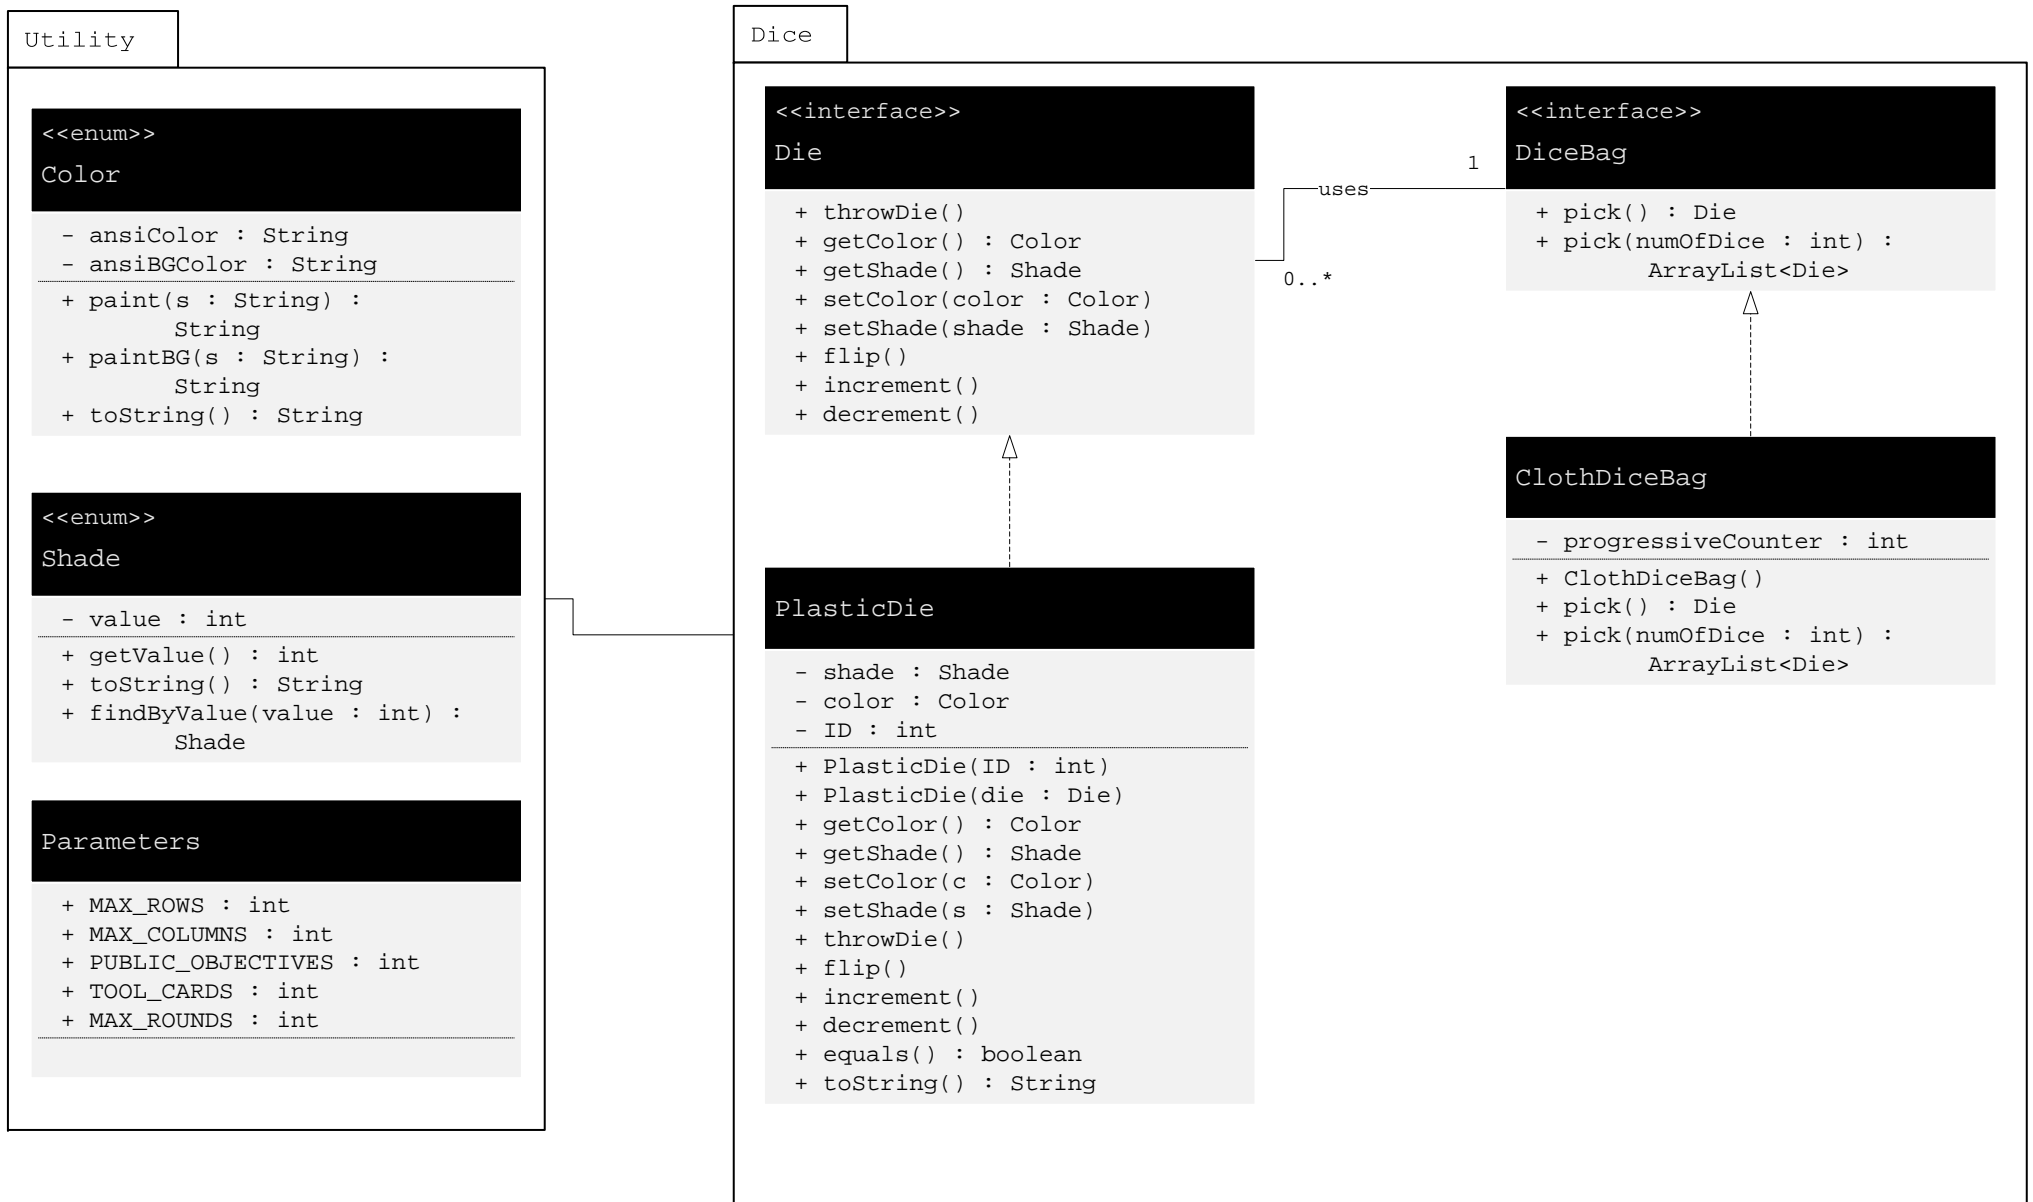 Utility
<<enum>>
Color
- ansiColor : String
- ansiBGColor : String
+ paint(s : String) :
String
+ paintBG(s : String) :
String
+ toString() : String
<<enum>>
Shade
- value : int
+ getValue() : int
+ toString() : String
+ findByValue(value : int) :
Shade
Parameters
+ MAX_ROWS : int
+ MAX_COLUMNS : int
+ PUBLIC_OBJECTIVES : int
+ TOOL_CARDS : int
+ MAX_ROUNDS : int
Dice
<<interface>>
Die
+ throwDie()
+ getColor() : Color
+ getShade() : Shade
+ setColor(color : Color)
+ setShade(shade : Shade)
+ flip()
+ increment()
+ decrement()
uses
1
0..*
PlasticDie
- shade : Shade
- color : Color
- ID : int
+ PlasticDie(ID : int)
+ PlasticDie(die : Die)
+ getColor() : Color
+ getShade() : Shade
+ setColor(c : Color)
+ setShade(s : Shade)
+ throwDie()
+ flip()
+ increment()
+ decrement()
+ equals() : boolean
+ toString() : String
<<interface>>
DiceBag
+ pick() : Die
+ pick(numOfDice : int) :
ArrayList<Die>
ClothDiceBag
- progressiveCounter : int
+ ClothDiceBag()
+ pick() : Die
+ pick(numOfDice : int) :
ArrayList<Die>